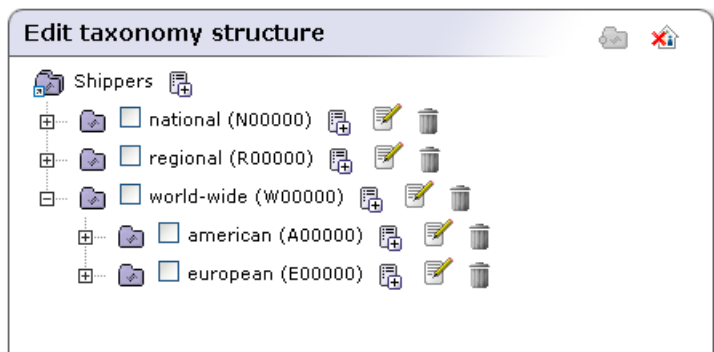 Edit taxonomy structure
Shippers
national (N00000)
regional (R00000)
world-wide (W00000)
american (A00000)
european (E00000)